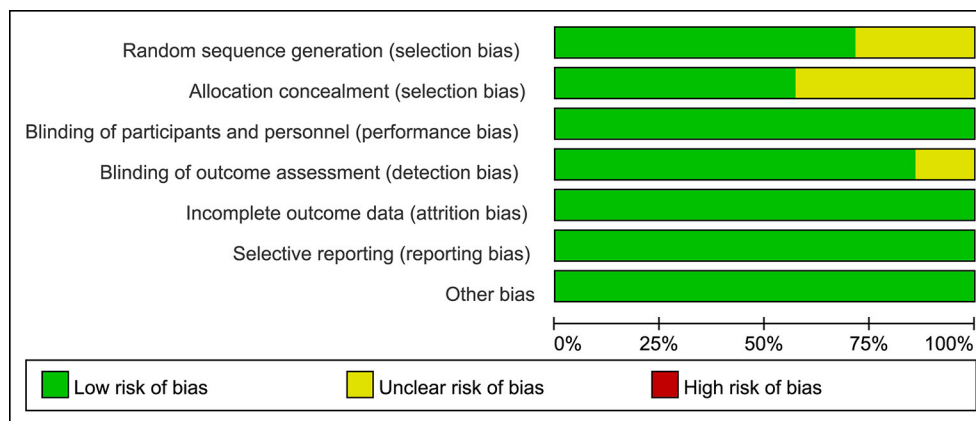 Random sequence generation (selection bias)
Allocation concealment (selection bias)
Blinding of participants and personnel (performance bias)
Blinding of outcome assessment (detection bias)
Incomplete outcome data (attrition bias)
Selective reporting (reporting bias)
Other bias
0% 25% 50% 75% 100%
Low risk of bias Unclear risk of bias High risk of bias